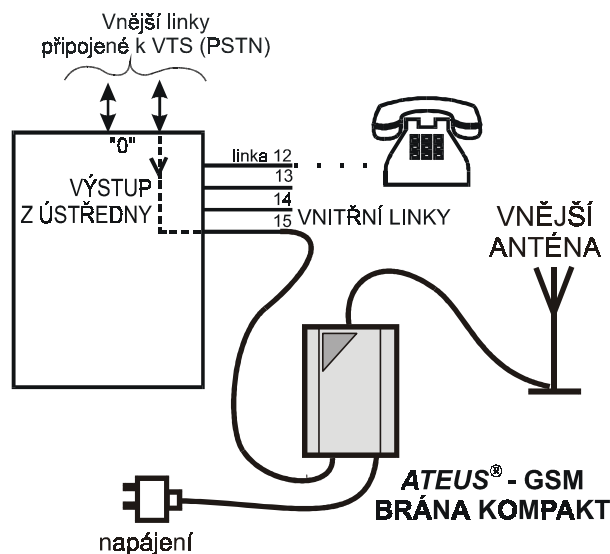 Vnější linky
připojené k VTS (PSTN)
"0"
VÝSTUP
Z ÚSTŘEDNY
linka 12
13
14
15
VNITŘNÍ LINKY
VNĚJŠÍ
ANTÉNA
ATEUS® - GSM
BRÁNA KOMPAKT
napájení